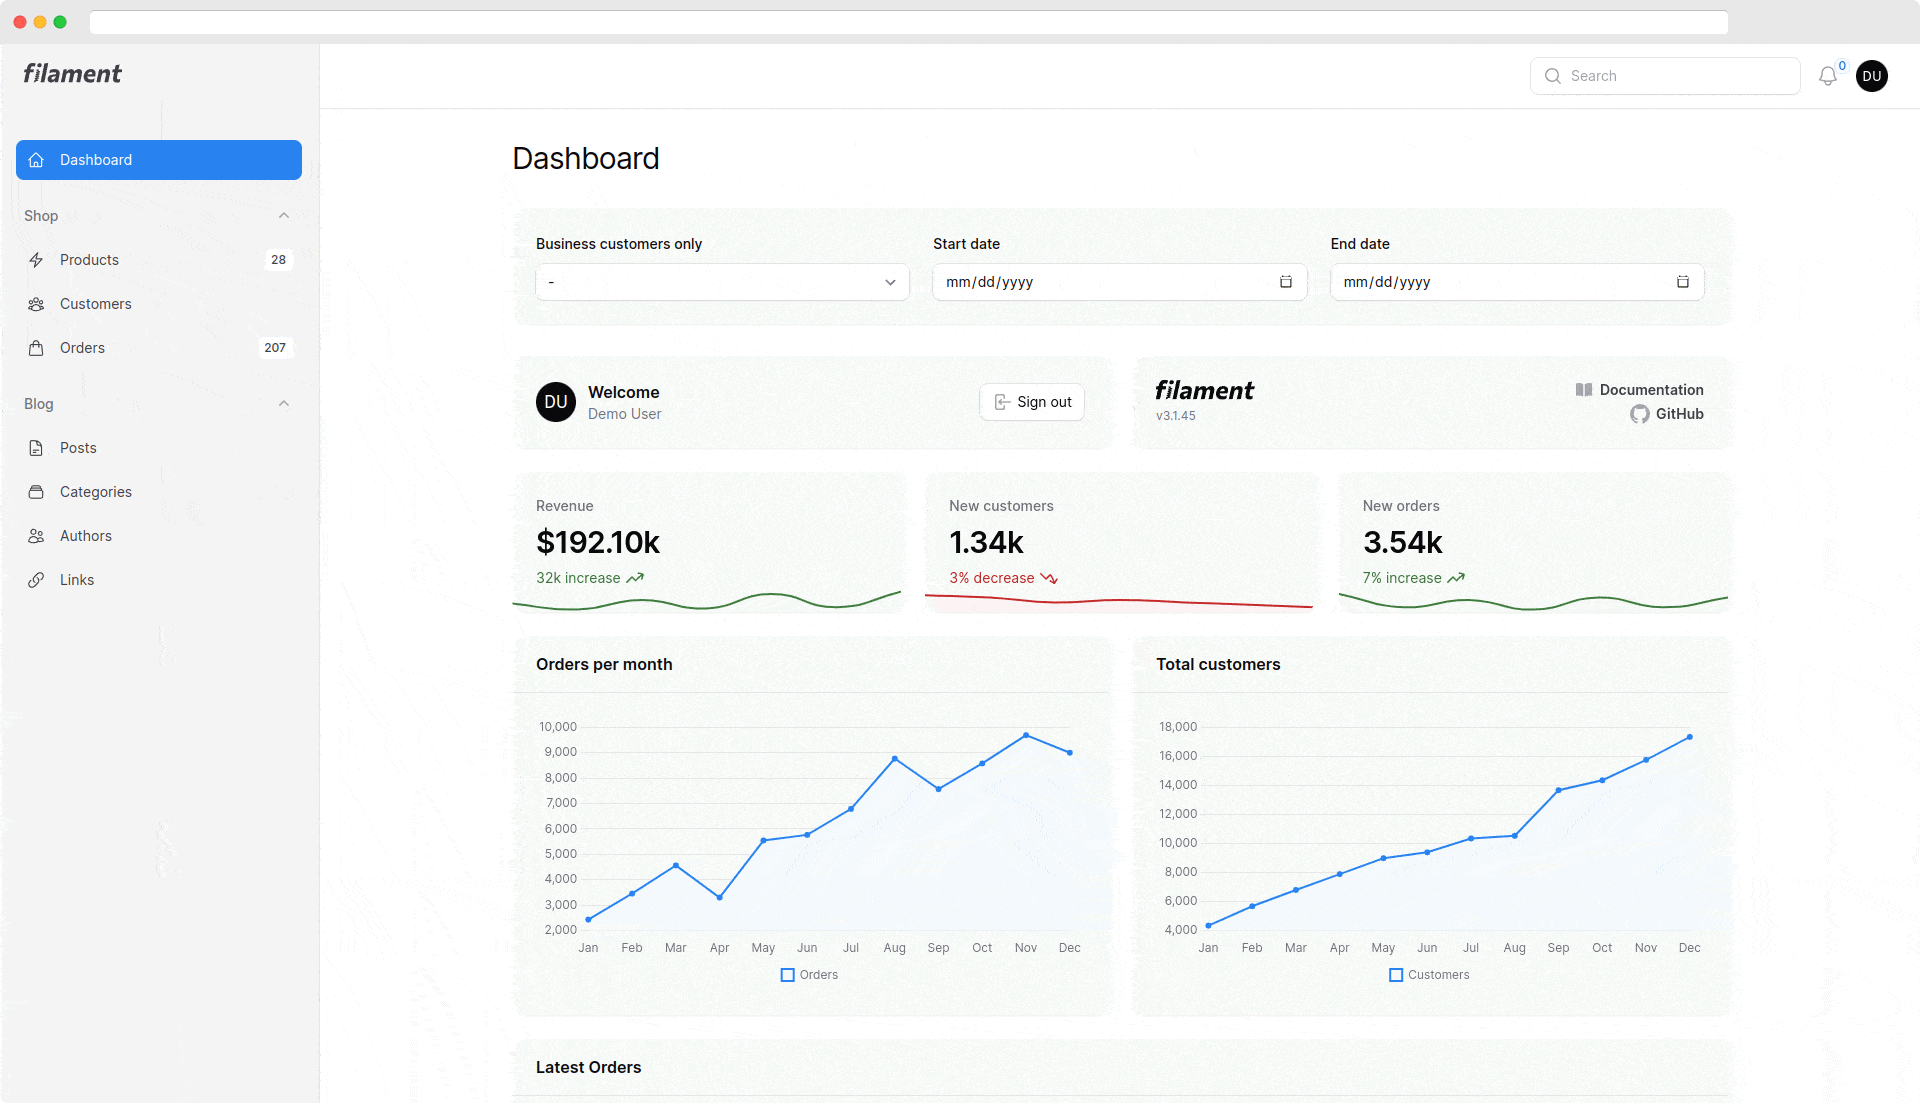 filament
Search
0
DU
Dashboard
Shop
Products 28
Customers
Orders 207
Blog
Posts
Categories
Authors
Links
Dashboard
Business customers only
-
Start date
mm/dd/yyyy
End date
mm/dd/yyyy
DU
Welcome
Demo User
Sign out
filament
v3.1.45
Documentation
GitHub
Revenue
$192.10k
32k increase
New customers
1.34k
3% decrease
New orders
3.54k
7% increase
Orders per month
10,000
9,000
8,000
7,000
6,000
5,000
4,000
3,000
2,000
Jan Feb Mar Apr May Jun Jul Aug Sep Oct Nov Dec
Orders
Total customers
18,000
16,000
14,000
12,000
10,000
8,000
6,000
4,000
Jan Feb Mar Apr May Jun Jul Aug Sep Oct Nov Dec
Customers
Latest Orders